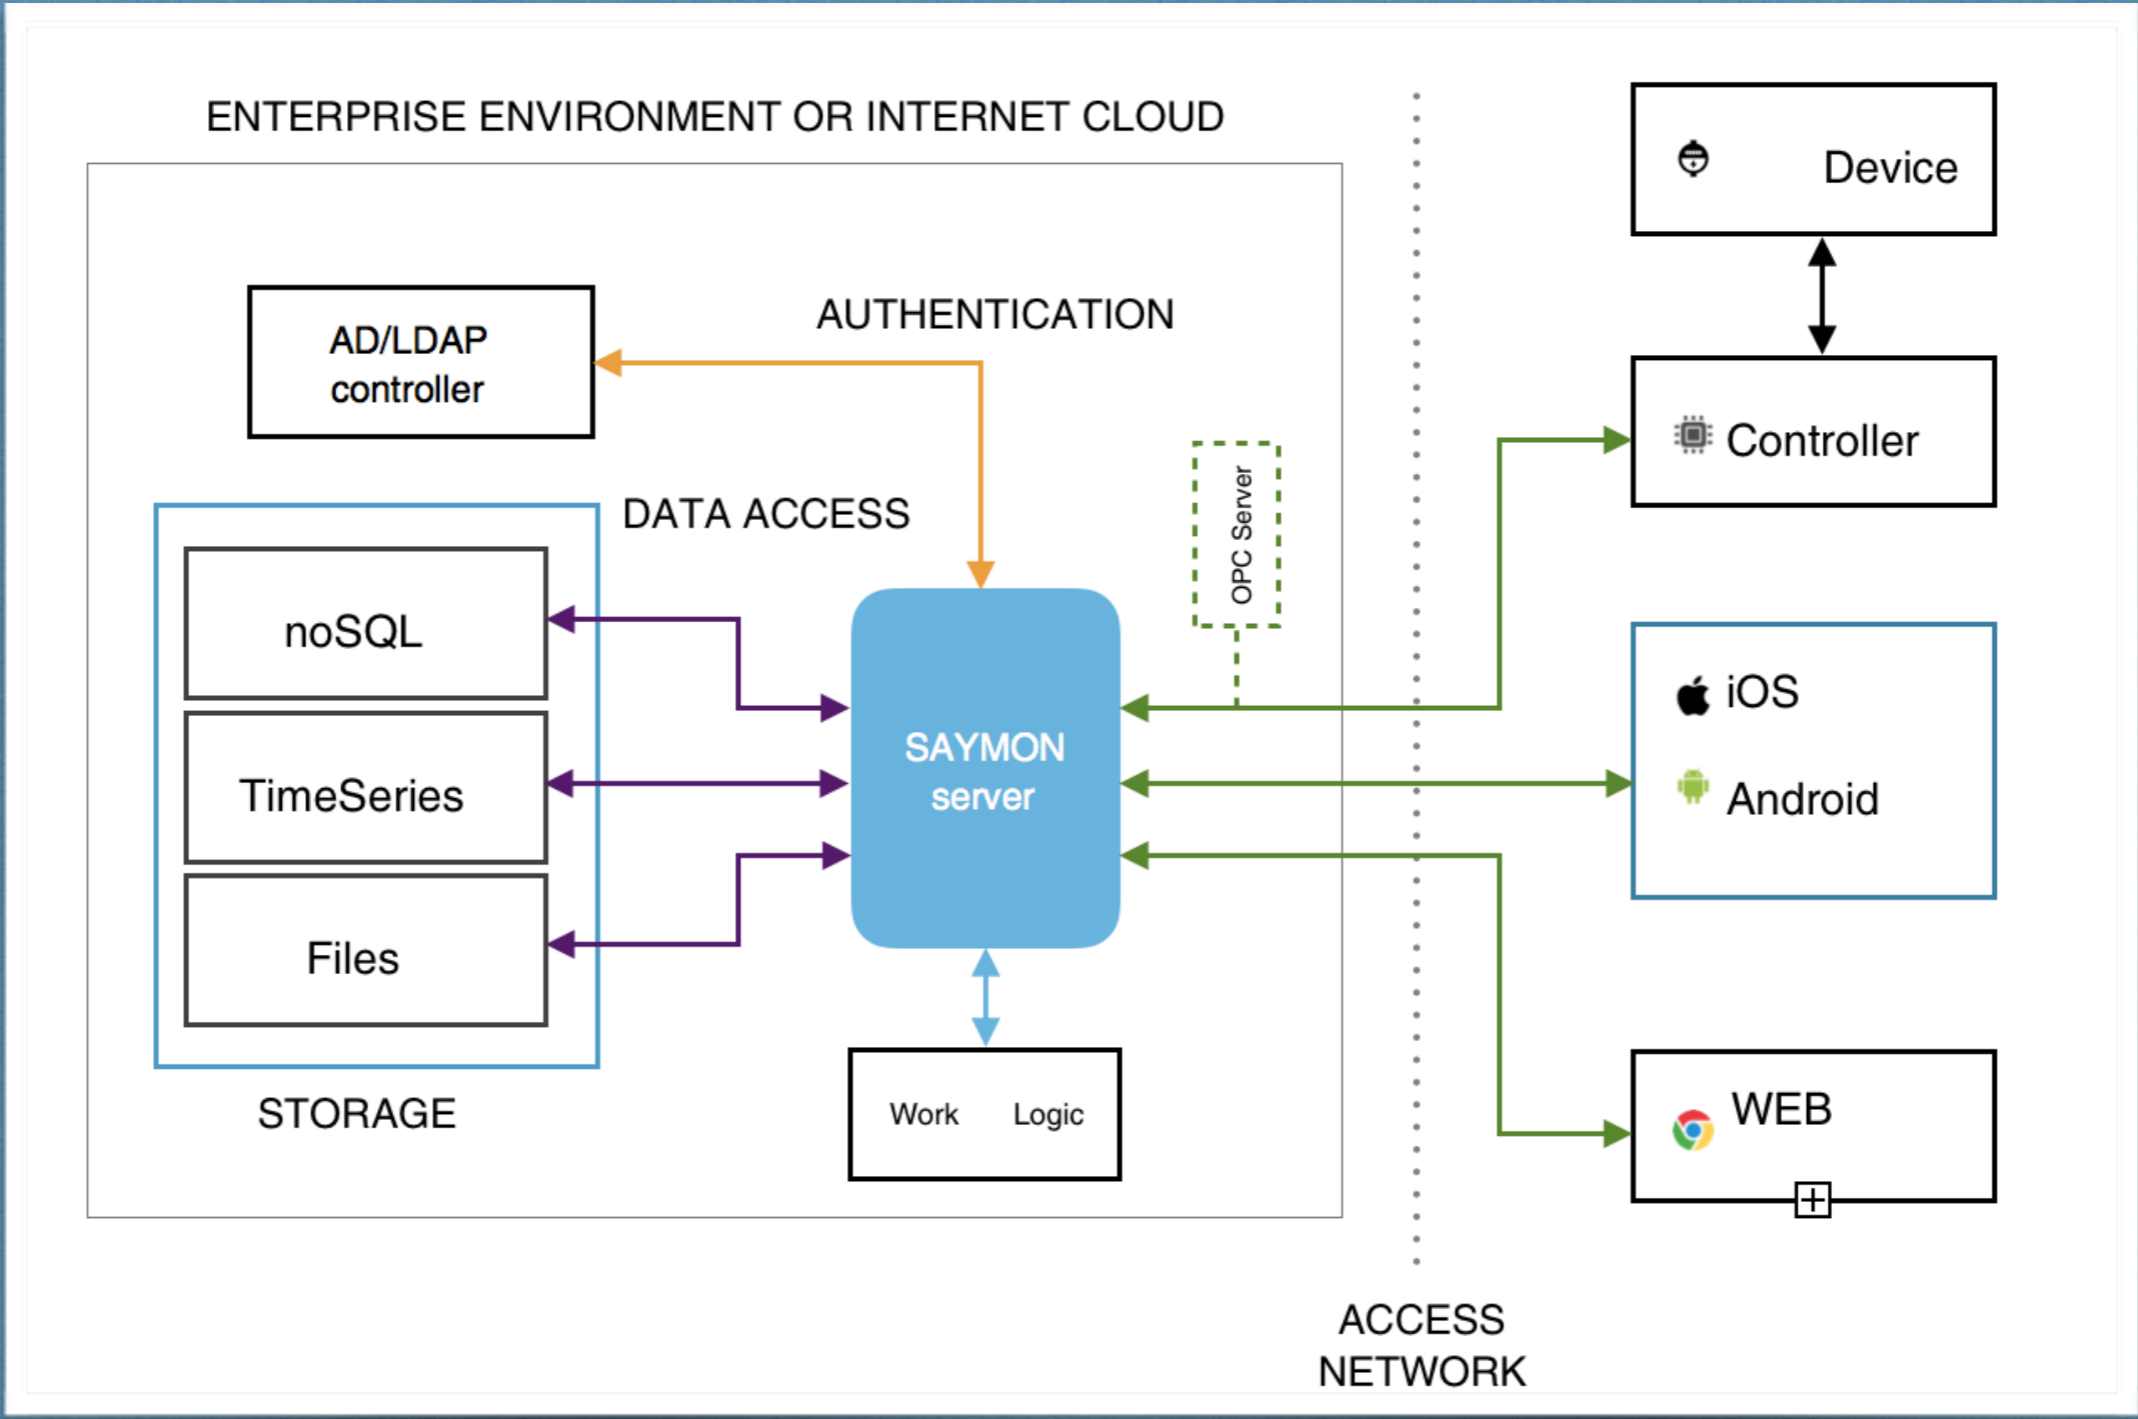 ENTERPRISE ENVIRONMENT OR INTERNET CLOUD
Device
AD/LDAP
controller
AUTHENTICATION
Controller
OPC Server
DATA ACCESS
noSQL
TimeSeries
Files
STORAGE
SAYMON
server
Work Logic
iOS
Android
WEB
ACCESS
NETWORK